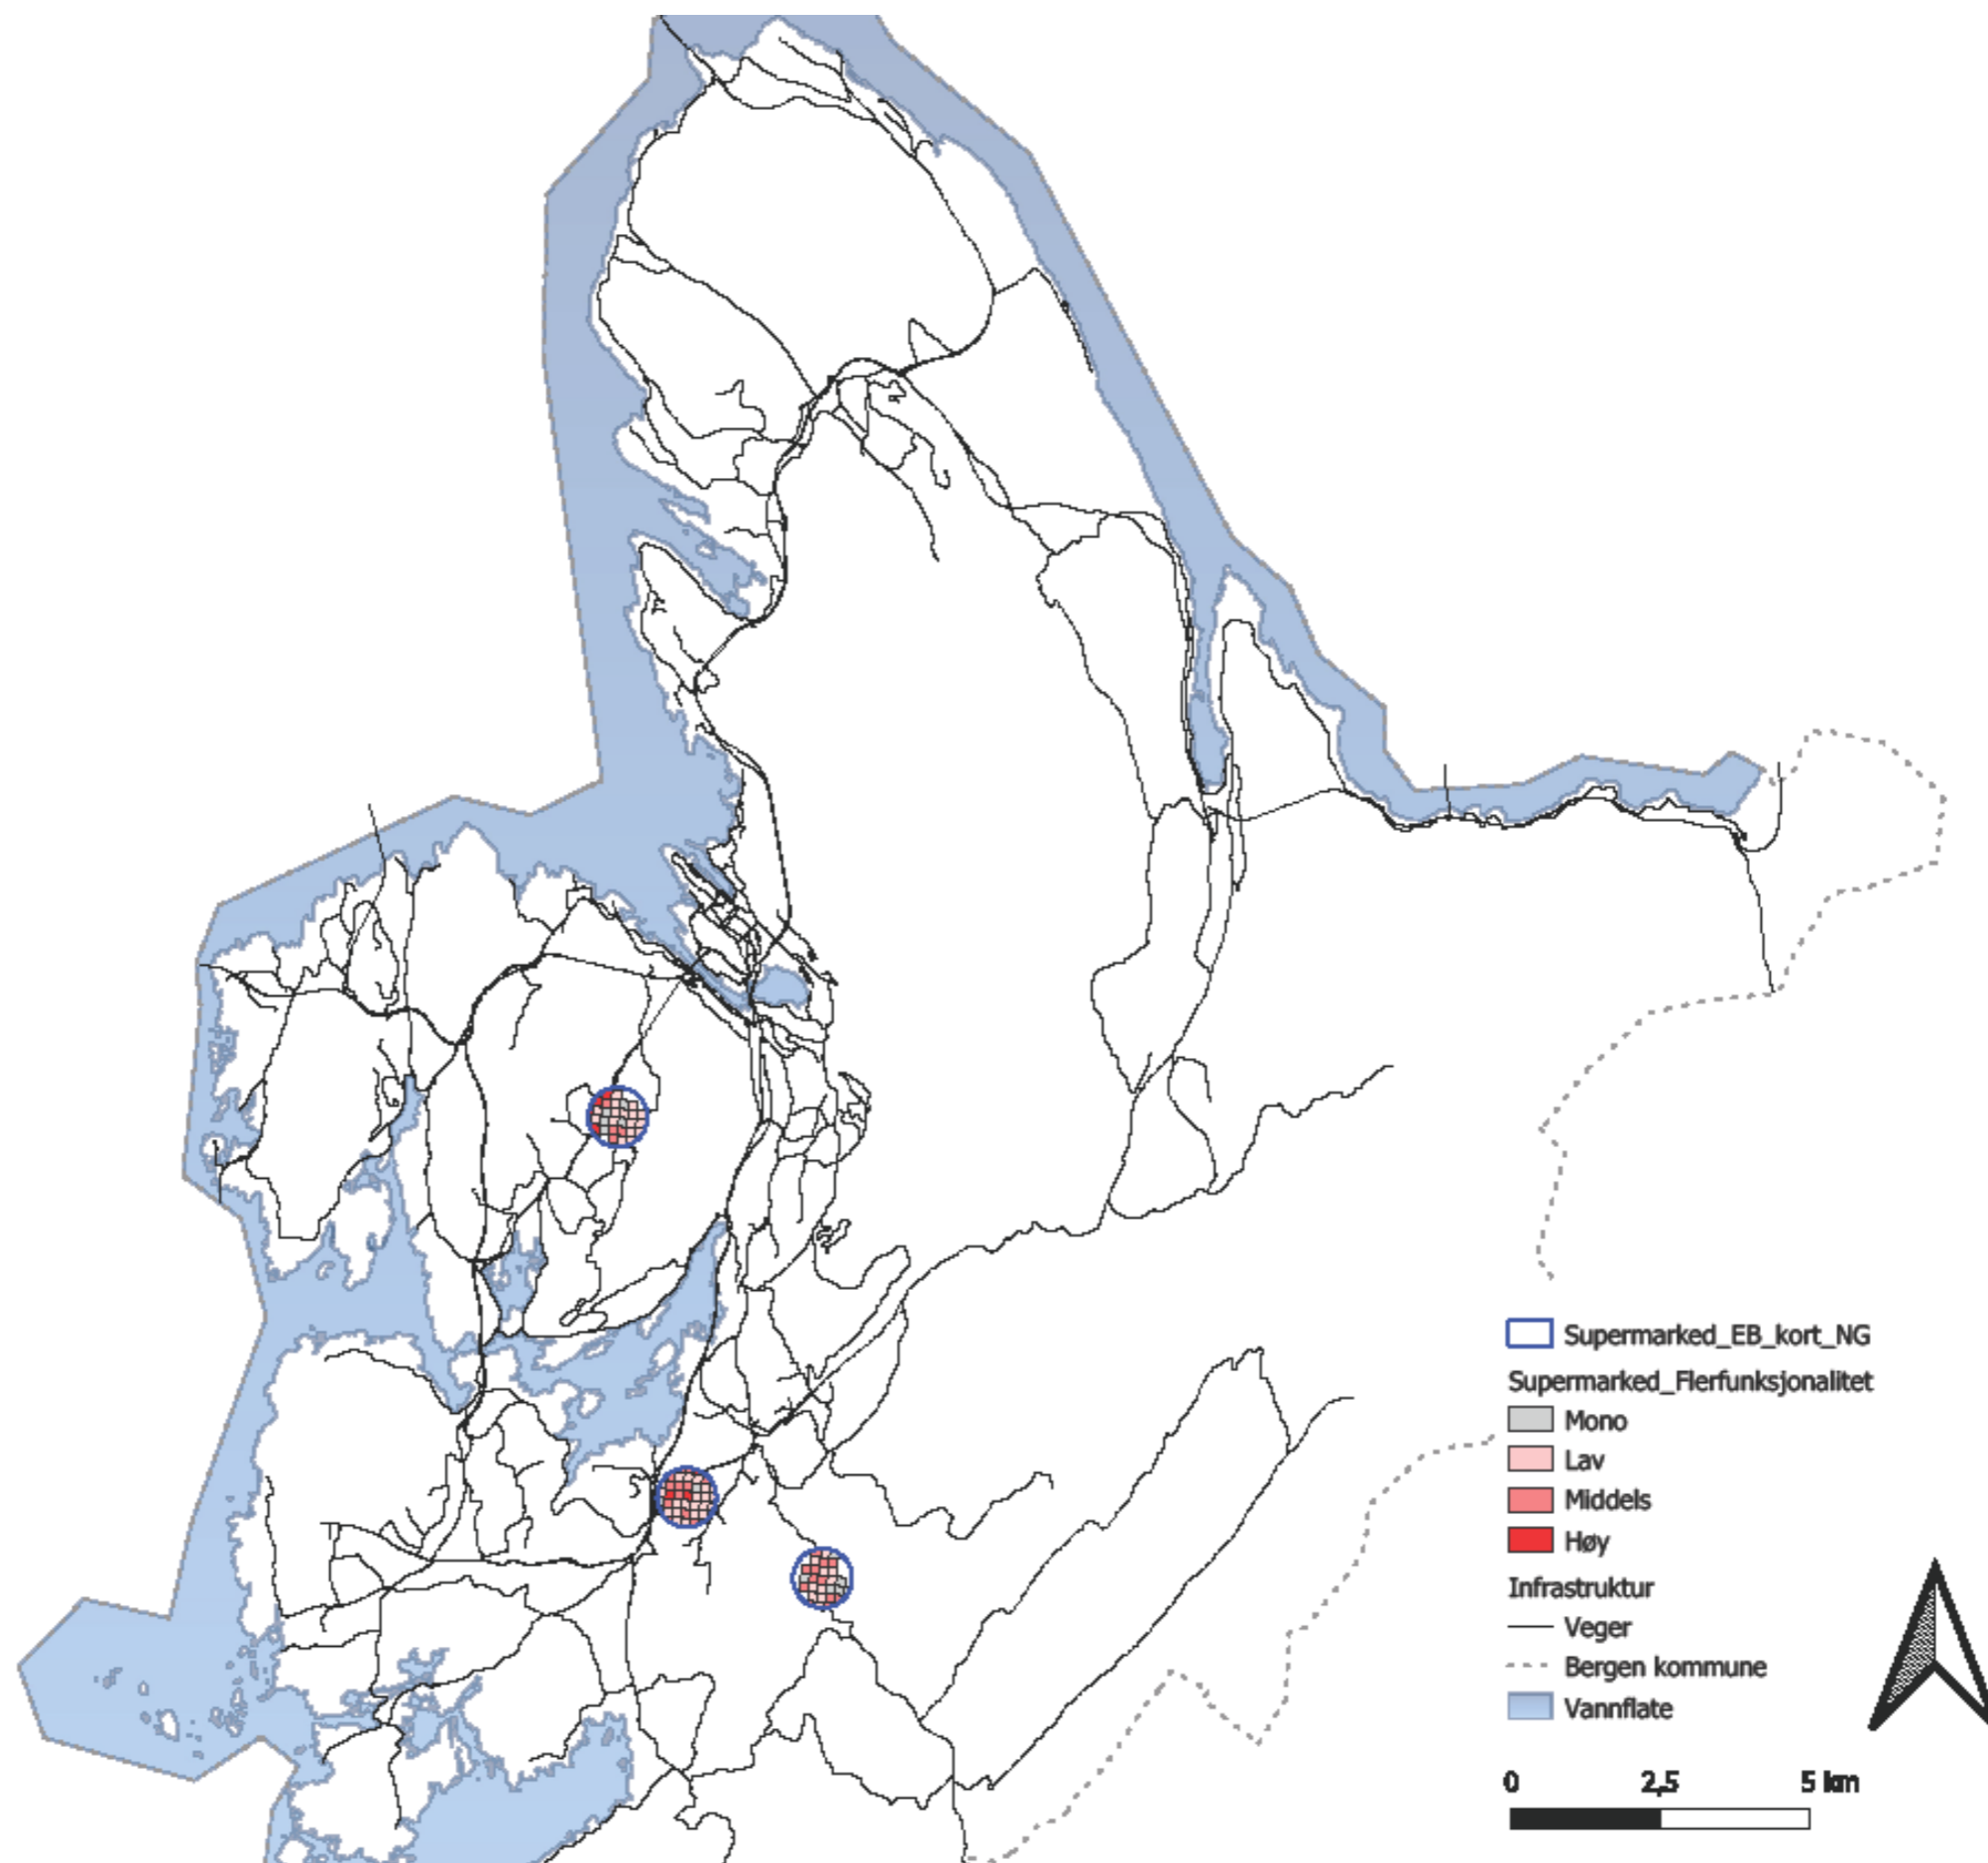 Supermarked_EB_kort_NG
Supermarked_Flerfunksjonalitet
Mono
Lav
Middels
Høy
Infrastruktur
Veger
Bergen kommune
Vannflate
0 2,5 5 km